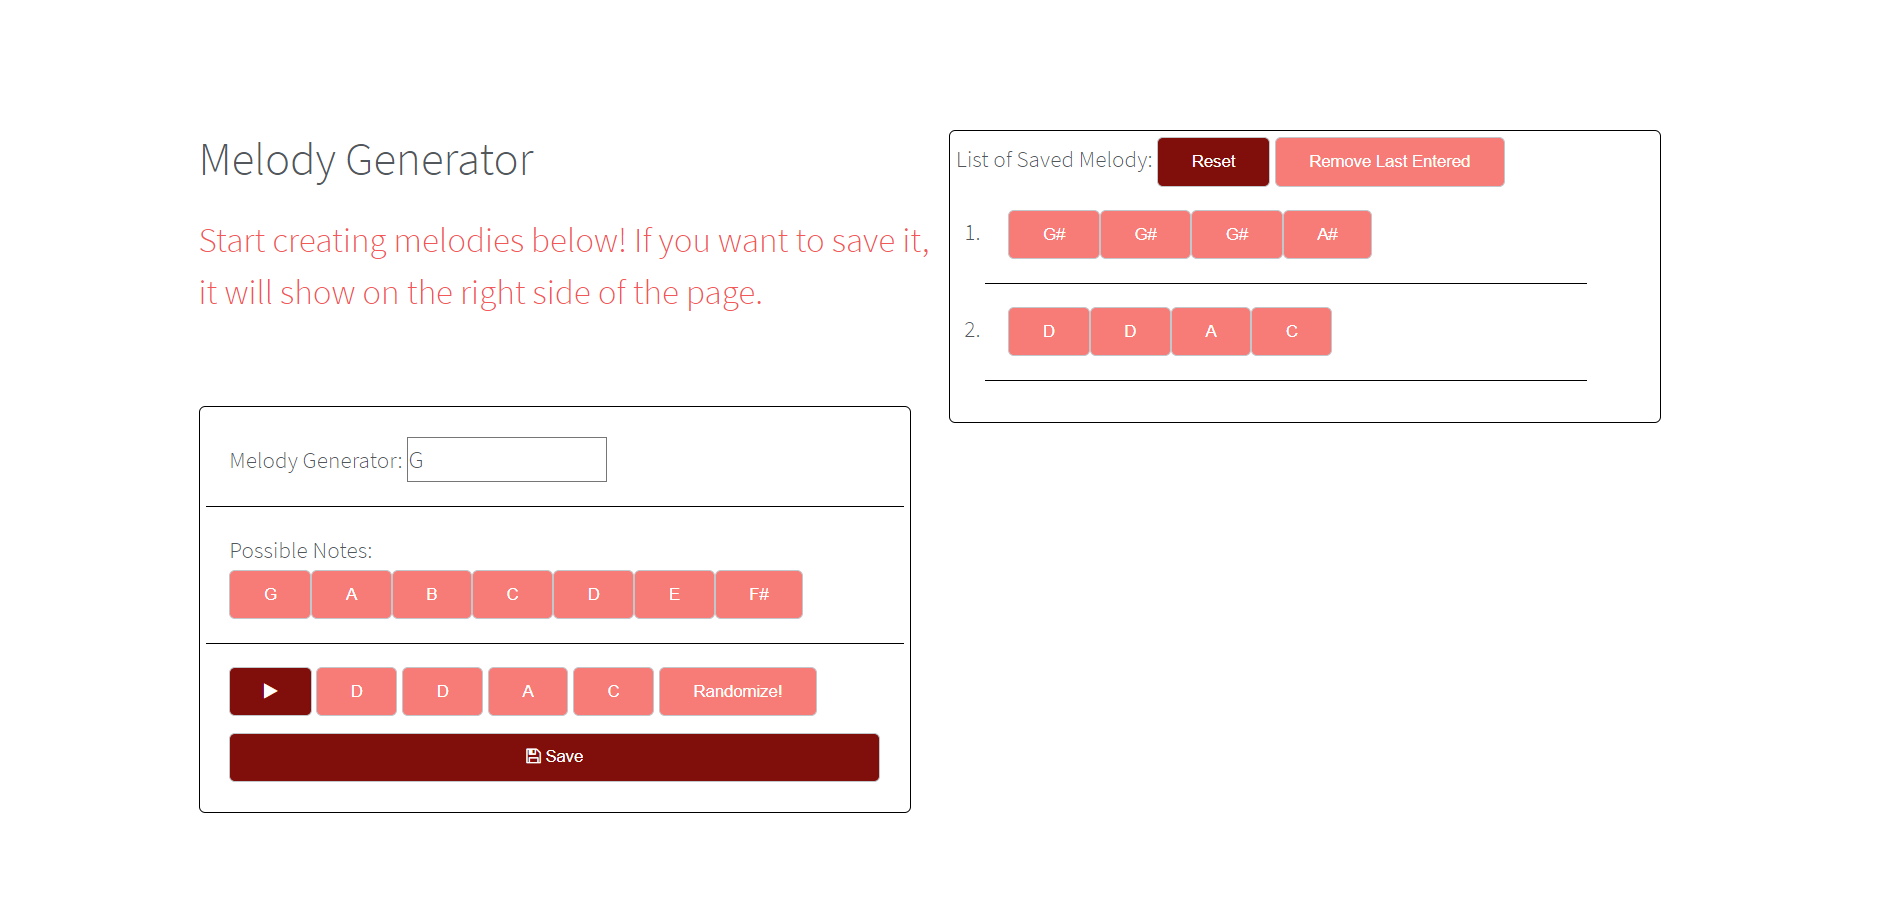 Melody Generator
Start creating melodies below! If you want to save it,
it will show on the right side of the page.
Melody Generator: G
Possible Notes:
G A B C D E F#
D D A C Randomize!
Save
List of Saved Melody: Reset Remove Last Entered
1. G# G# G# A#
2. D D A C